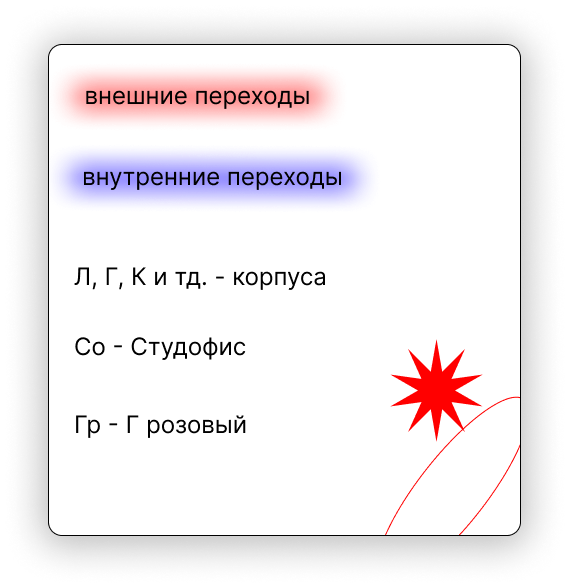 внешние переходы
внутренние переходы
Л, Г, К и тд. - корпуса
Со - Студофис
Гр - Г розовый